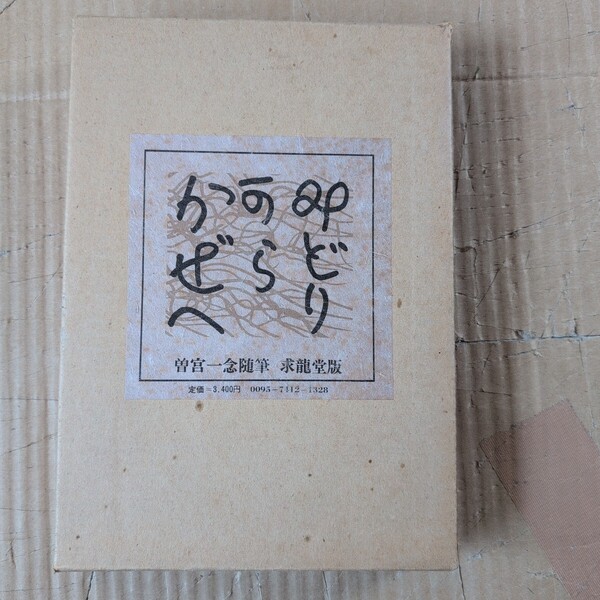 みどり
から
かぜへ
曽宮一念随筆 求龍堂版
定価=3,400円 0095-7412-1328